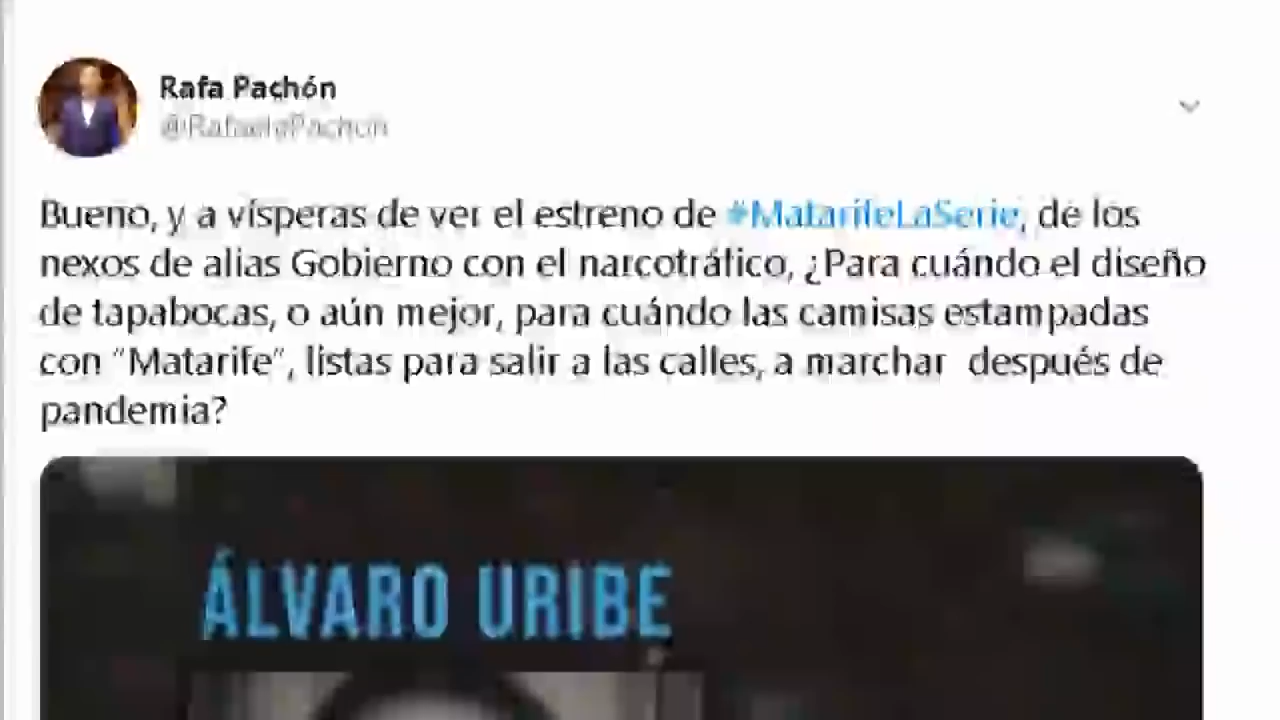 Rafa Pachón
Bueno, y a vísperas de ver el estreno de #MatarifeLaSerie, de los
nexos de alias Gobierno con el narcotráfico, ¿Para cuándo el diseño
de tapabocas, o aún mejor, para cuándo las camisas estampadas
con “Matarife”, listas para salir a las calles, a marchar después de
pandemia?
ÁLVARO URIBE